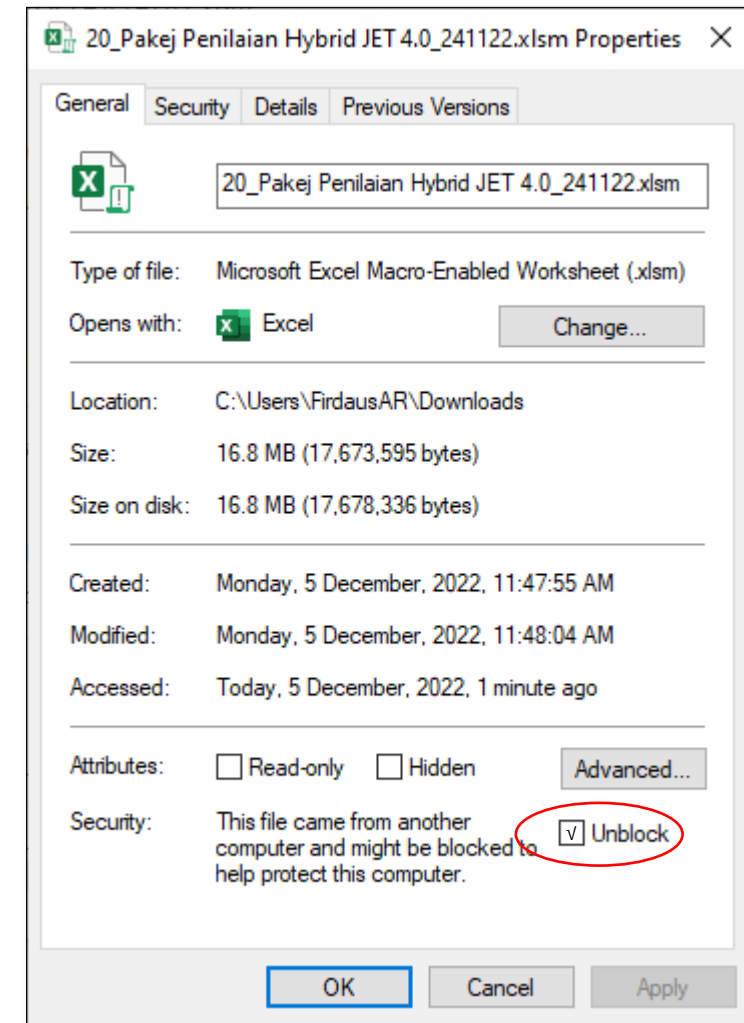 20_Pakej Penilaian Hybrid JET 4.0_241122.xlsm Properties
General Security Details Previous Versions
20_Pakej Penilaian Hybrid JET 4.0_241122.xlsm
Type of file: Microsoft Excel Macro-Enabled Worksheet (.xlsm)
Opens with: Excel Change...
Location: C:\Users\FirdausAR\Downloads
Size: 16.8 MB (17,673,595 bytes)
Size on disk: 16.8 MB (17,678,336 bytes)
Created: Monday, 5 December, 2022, 11:47:55 AM
Modified: Monday, 5 December, 2022, 11:48:04 AM
Accessed: Today, 5 December, 2022, 1 minute ago
Attributes: Read-only Hidden Advanced...
Security: This file came from another
computer and might be blocked to
help protect this computer.
√ Unblock
OK Cancel Apply